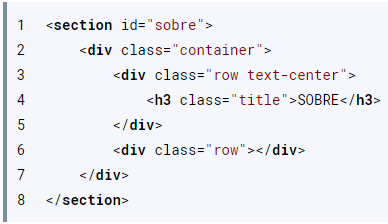 1 <section id="sobre">
2     <div class="container">
3         <div class="row text-center">
4             <h3 class="title">SOBRE</h3>
5         </div>
6         <div class="row"></div>
7     </div>
8 </section>